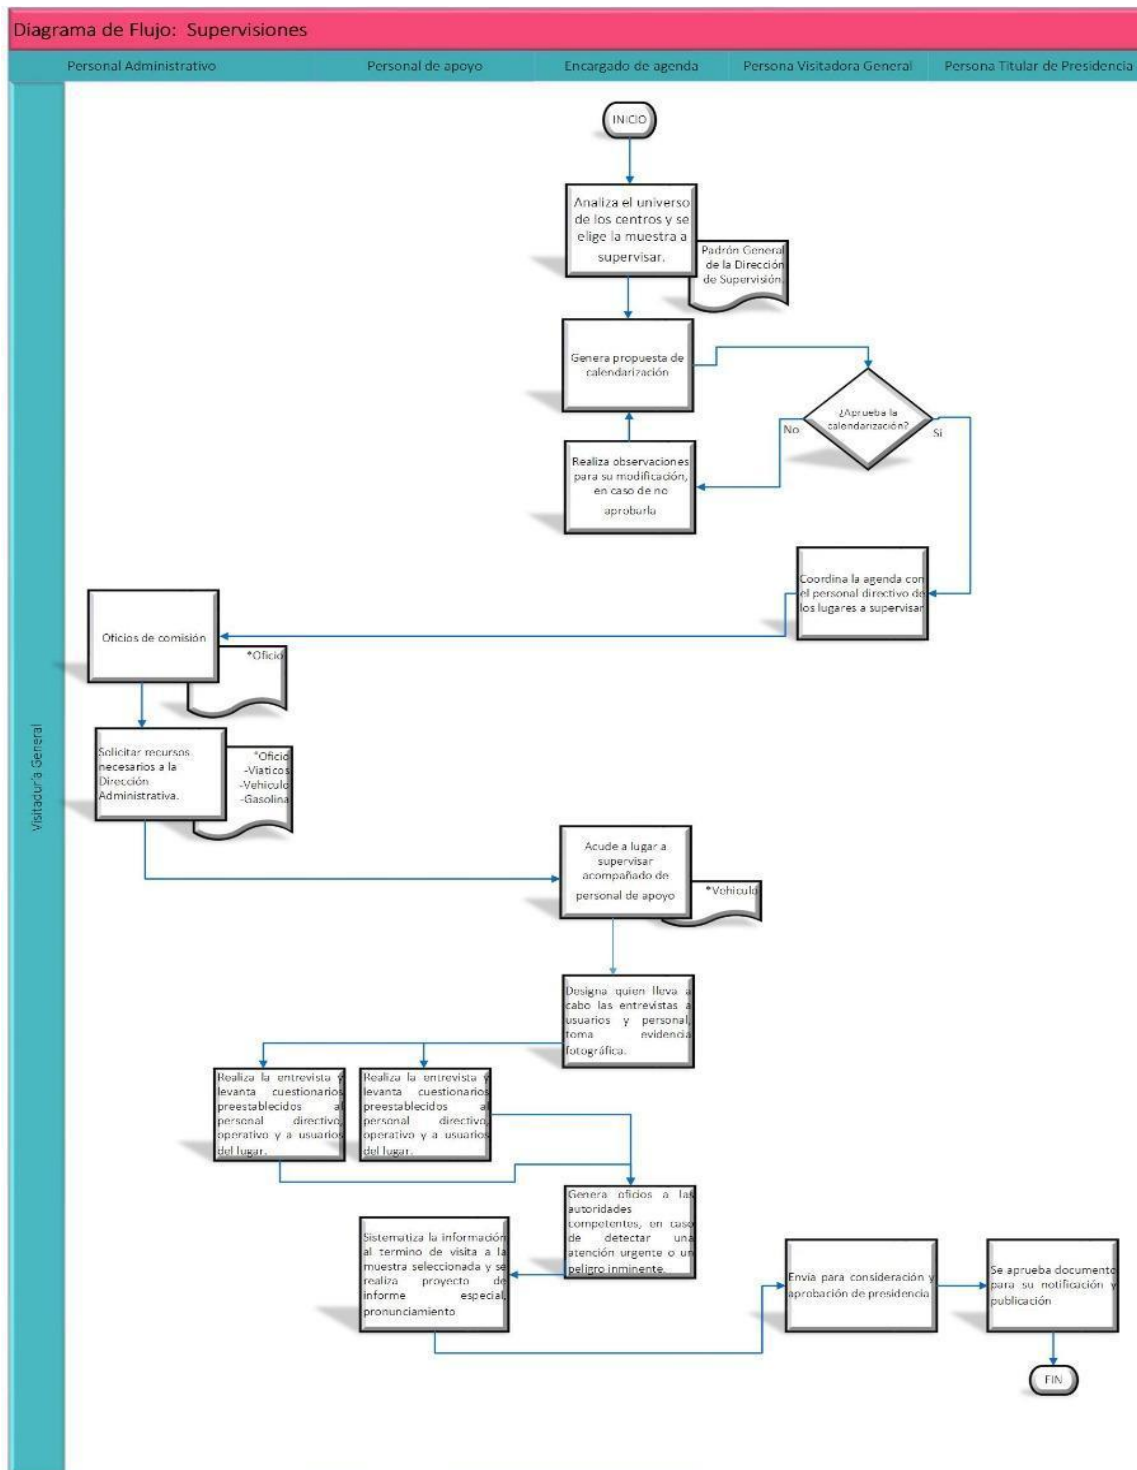 Diagrama de Flujo: Supervisiones
Personal Administrativo
Personal de apoyo
Encargado de agenda
Persona Visitadora General
Persona Titular de Presidencia
Visitaduría General
INICIO
Analiza el universo
de los centros y se
elige la muestra a
supervisar.
Padrón General
de la Dirección
de Supervisión.
Genera propuesta de
calendarización
¿Aprueba la
calendarización?
No
Si
Realiza observaciones
para su modificación,
en caso de no
aprobarla
Coordina la agenda con
el personal directivo de
los lugares a supervisar
Oficios de comisión
*Oficio
Solicitar recursos
necesarios a la
Dirección
Administrativa.
*Oficio
-Viaticos
-Vehiculo
-Gasolina
Acude a lugar a
supervisar
acompañado de
personal de apoyo
*Vehiculo
Designa quien lleva a
cabo las entrevistas a
usuarios y personal,
toma evidencia
fotográfica.
Realiza la entrevista y
levanta cuestionarios
preestablecidos al
personal directivo,
operativo y a usuarios
del lugar.
Realiza la entrevista y
levanta cuestionarios
preestablecidos al
personal directivo,
operativo y a usuarios
del lugar.
Genera oficios a las
autoridades
competentes, en caso
de detectar una
atención urgente o un
peligro inminente.
Sistematiza la información
al termino de visita a la
muestra seleccionada y se
realiza proyecto de
informe especial,
pronunciamiento
Envía para consideración y
aprobación de presidencia
Se aprueba documento
para su notificación y
publicación
FIN